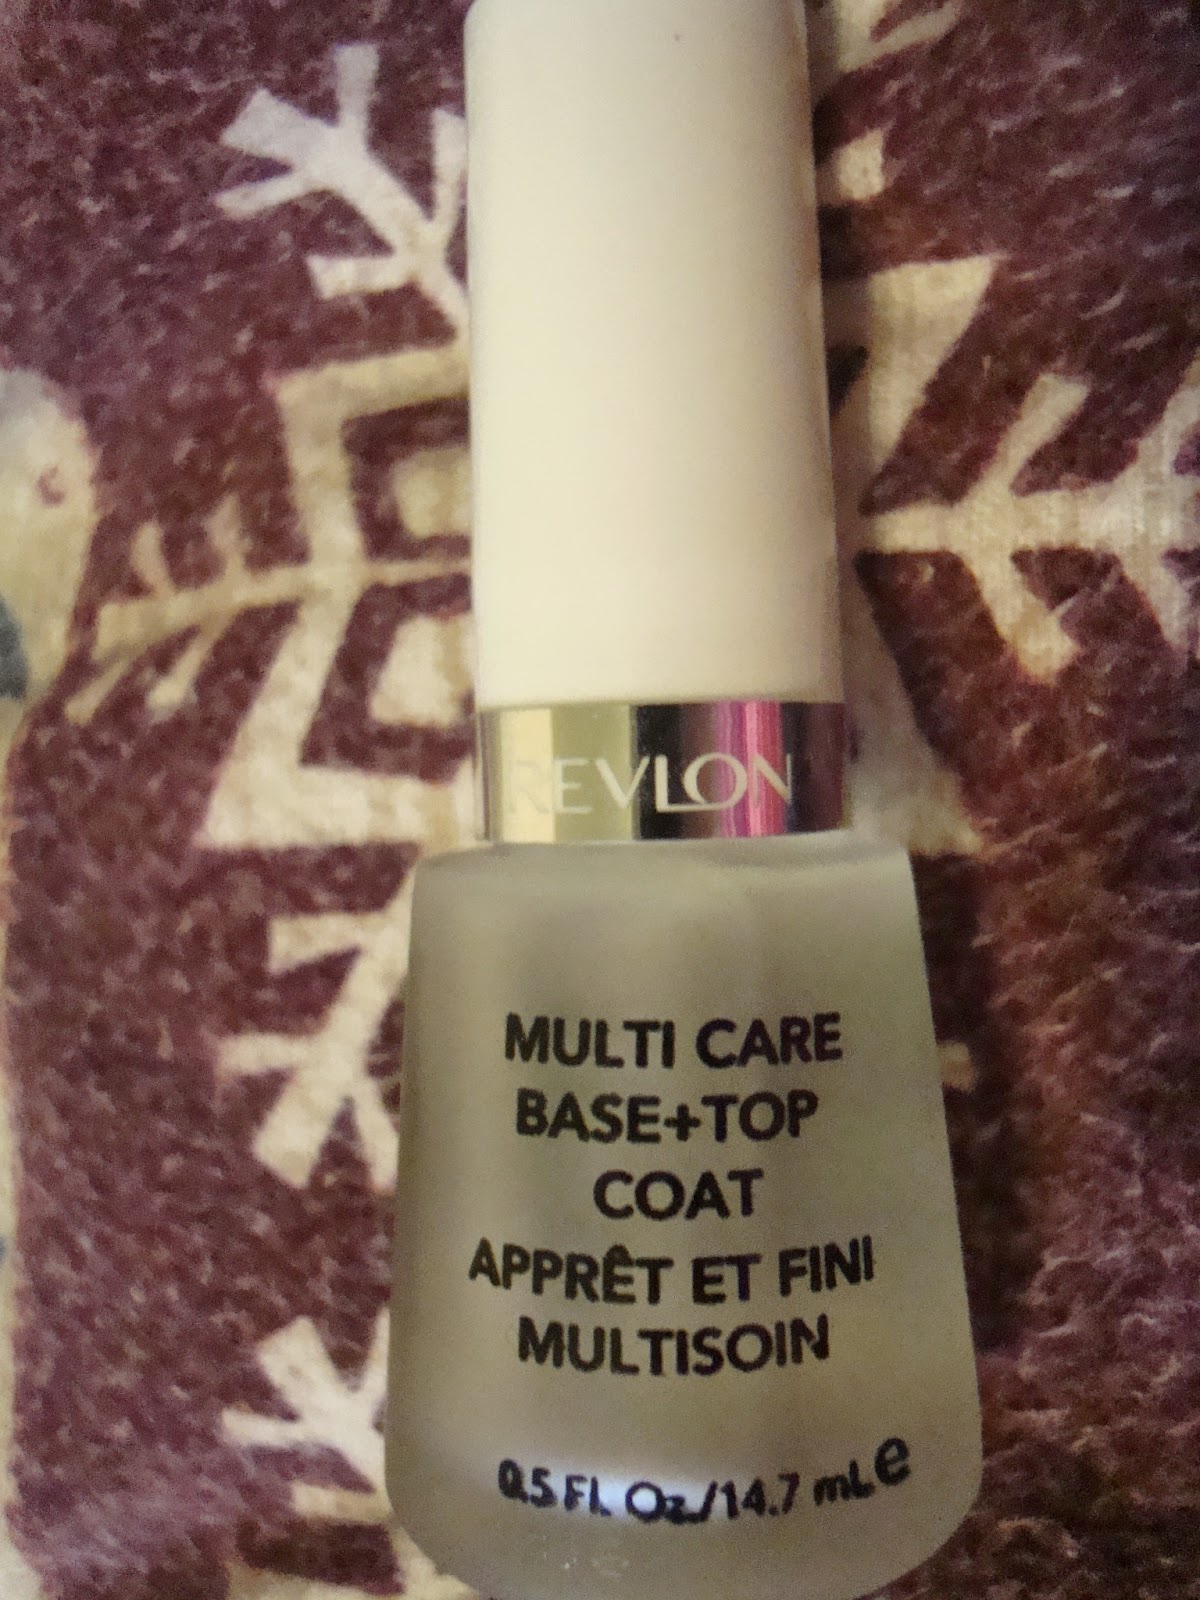 REVLON
MULTI CARE
BASE+TOP
COAT
APPRÊT ET FINI
MULTISOIN
0.5 FL. Oz./14.7 mL e